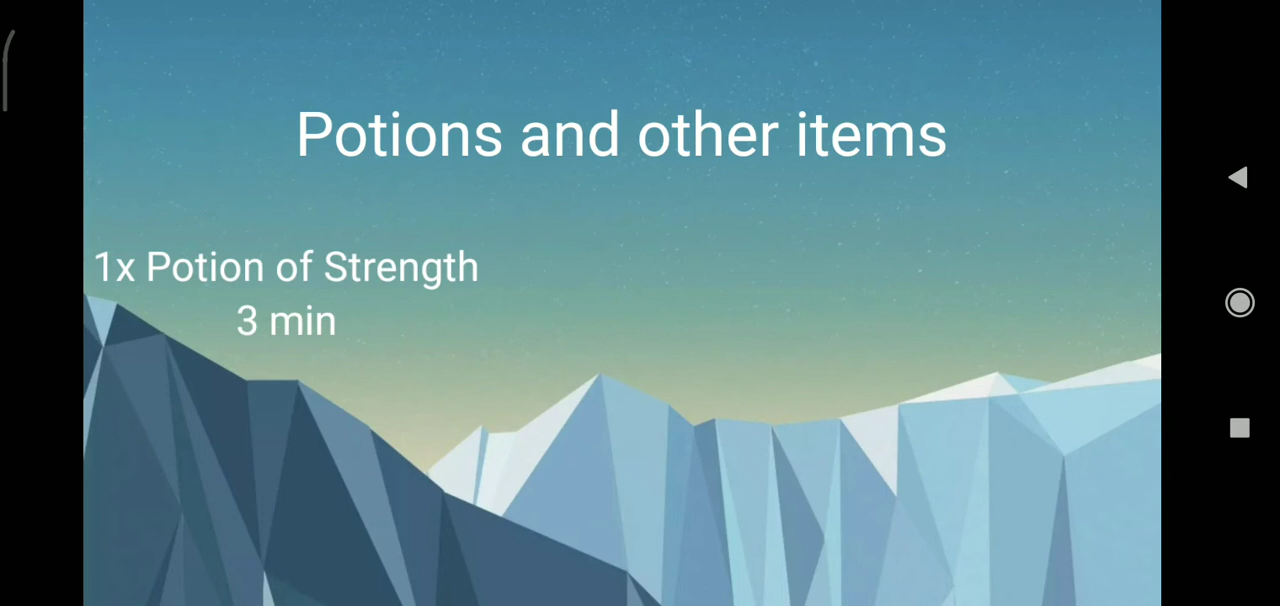 Potions and other items
1x Potion of Strength
3 min